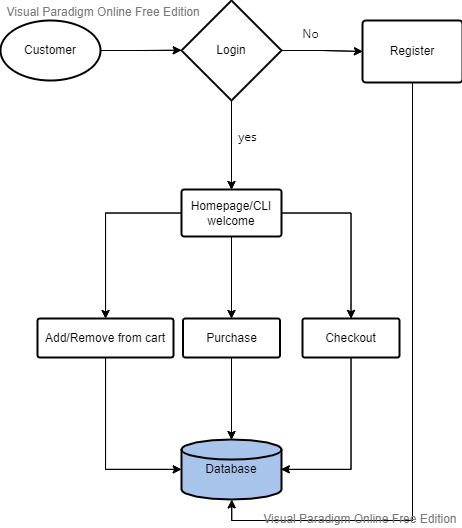 Visual Paradigm Online Free Edition
Customer
Login
No
Register
yes
Homepage/CLI
welcome
Add/Remove from cart
Purchase
Checkout
Database
Visual Paradigm Online Free Edition